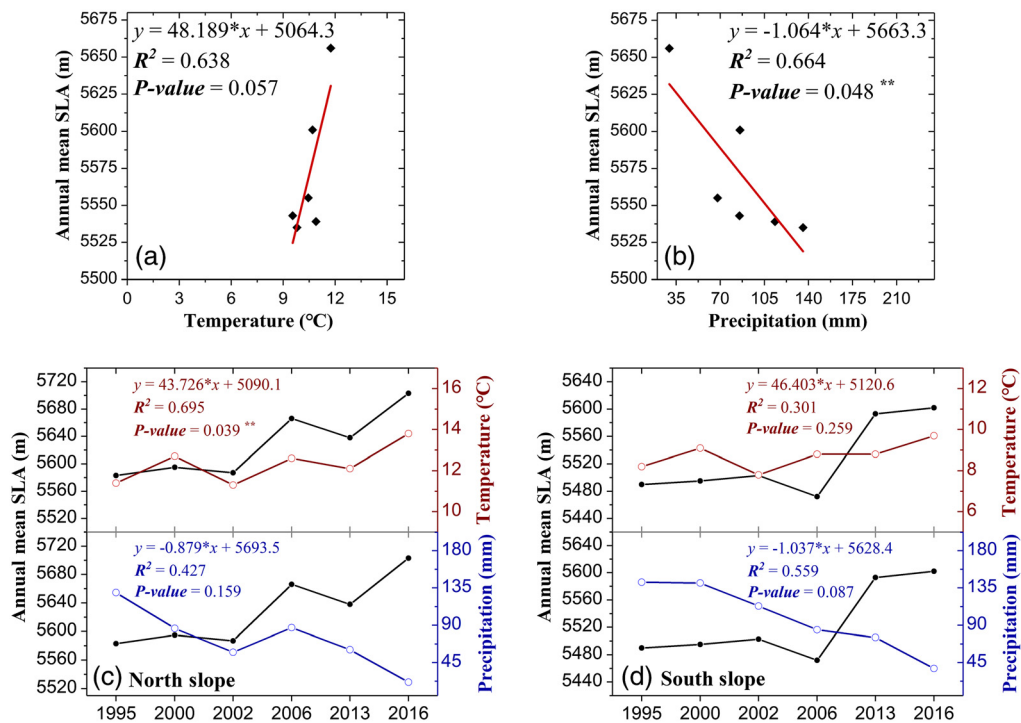 y = 48.189*x + 5064.3
R² = 0.638
P-value = 0.057
Annual mean SLA (m)
5675
5650
5625
5600
5575
5550
5525
5500
(a)
0 3 6 9 12 15
Temperature (°C)
y = -1.064*x + 5663.3
R² = 0.664
P-value = 0.048 **
Annual mean SLA (m)
5675
5650
5625
5600
5575
5550
5525
5500
(b)
35 70 105 140 175 210
Precipitation (mm)
y = 43.726*x + 5090.1
R² = 0.695
P-value = 0.039 **
Annual mean SLA (m)
5720
5680
5640
5600
5560
5520
16
14
12
10
Temperature (°C)
y = -0.879*x + 5693.5
R² = 0.427
P-value = 0.159
5720
5680
5640
5600
5560
5520
180
135
90
45
Precipitation (mm)
(c) North slope
1995 2000 2002 2006 2013 2016
y = 46.403*x + 5120.6
R² = 0.301
P-value = 0.259
Annual mean SLA (m)
5640
5600
5560
5520
5480
5440
12
10
8
6
Temperature (°C)
y = -1.037*x + 5628.4
R² = 0.559
P-value = 0.087
5640
5600
5560
5520
5480
5440
180
135
90
45
Precipitation (mm)
(d) South slope
1995 2000 2002 2006 2013 2016